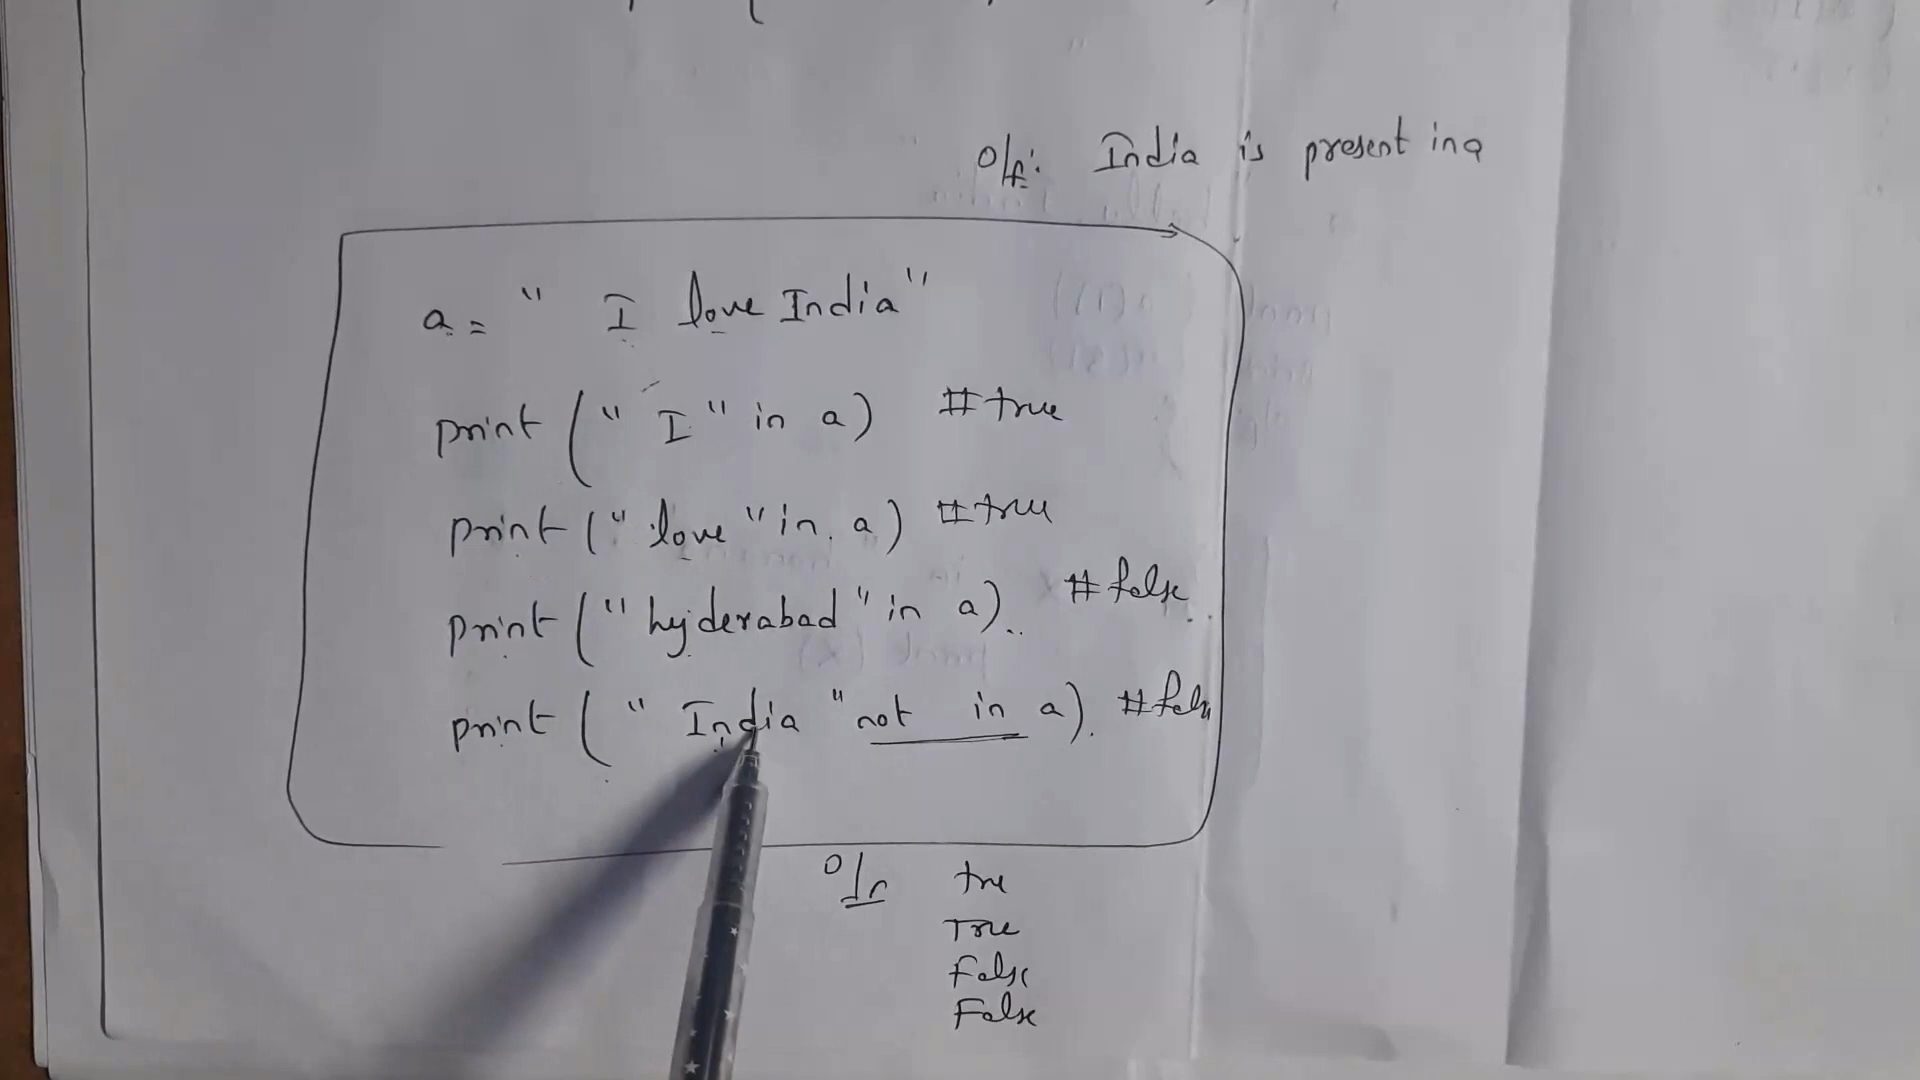 O/P: India is present in a
a = " I love India"
print (" I " in a) #true
print (" love " in a) #true
print ("hyderabad" in a). #false
print (" India " not in a). #false
O/P true
True
False
False